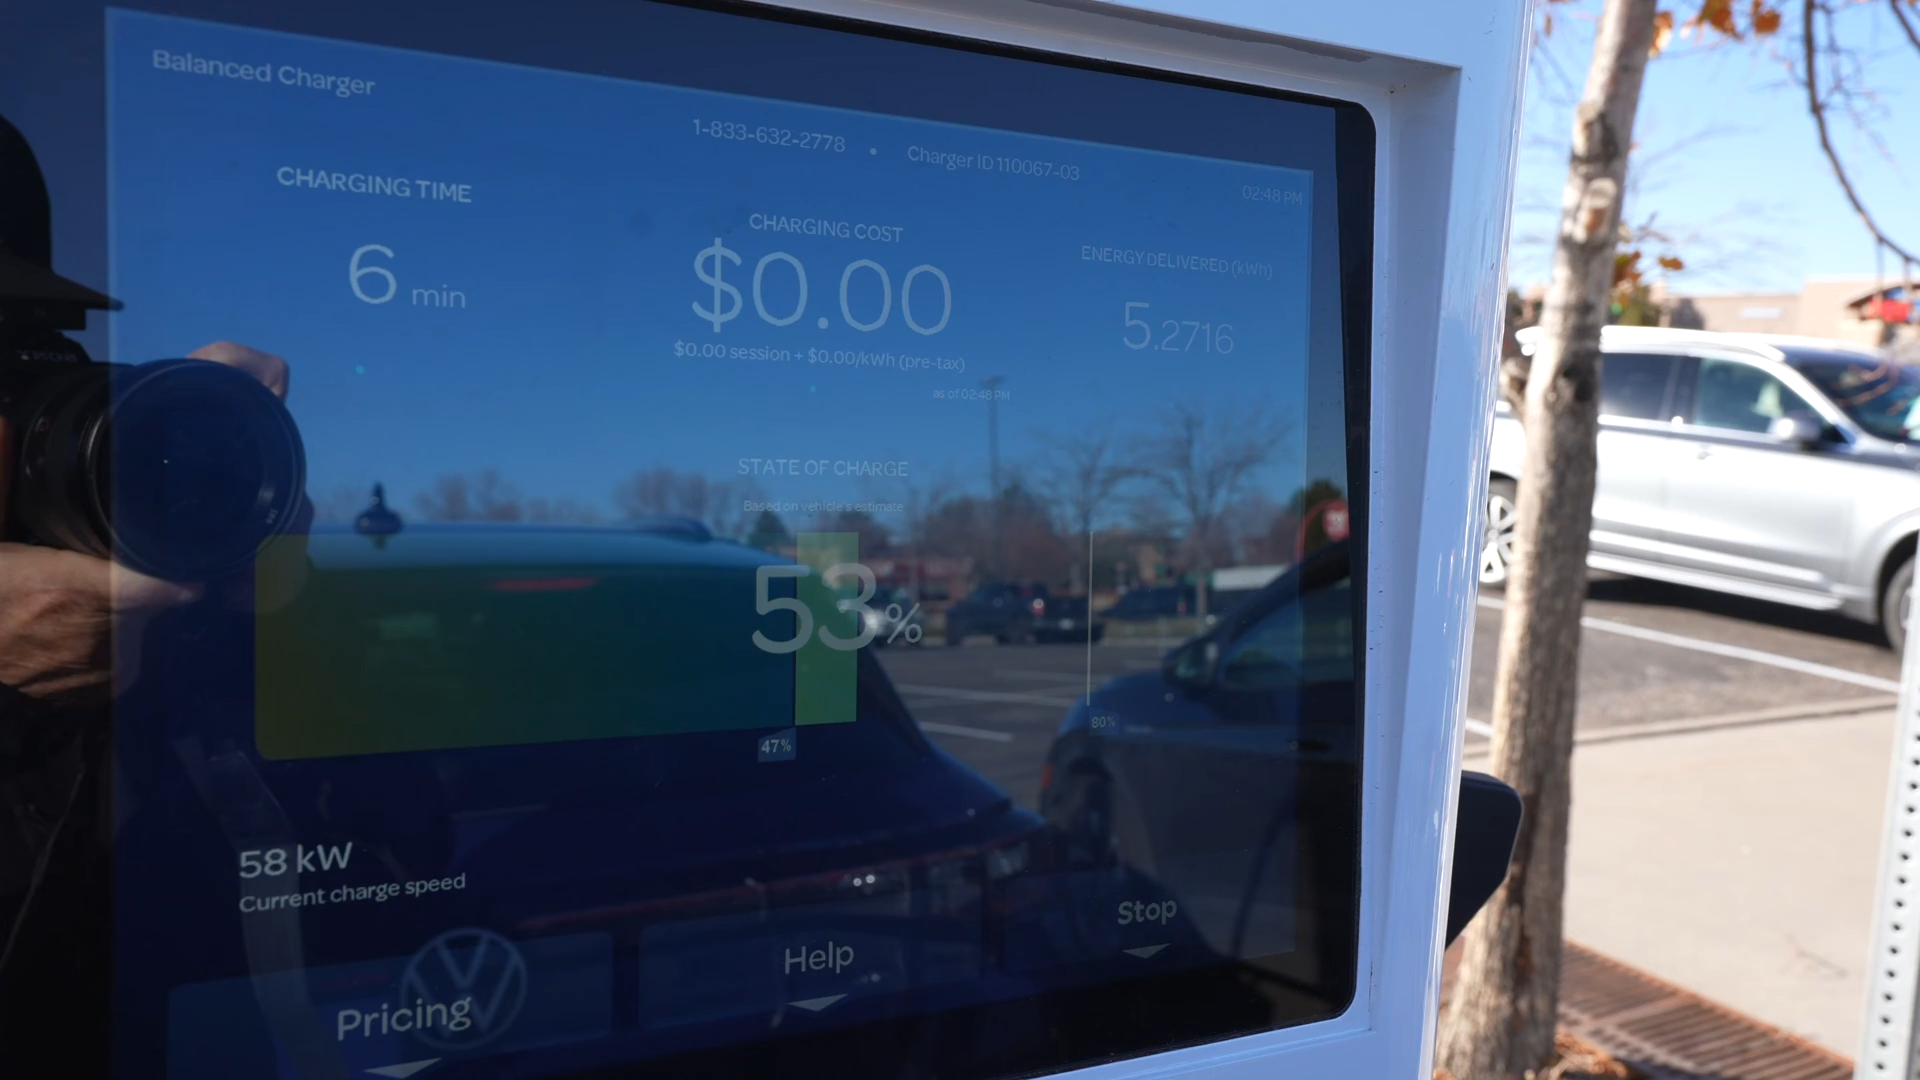 Balanced Charger
1-833-632-2778 • Charger ID 110067-03
02:48 PM
CHARGING TIME
6 min
CHARGING COST
$0.00
$0.00 session + $0.00/kWh (pre-tax)
as of 02:48 PM
ENERGY DELIVERED (kWh)
5.2716
STATE OF CHARGE
Based on vehicle's estimate
53%
47%
80%
58 kW
Current charge speed
Pricing
Help
Stop